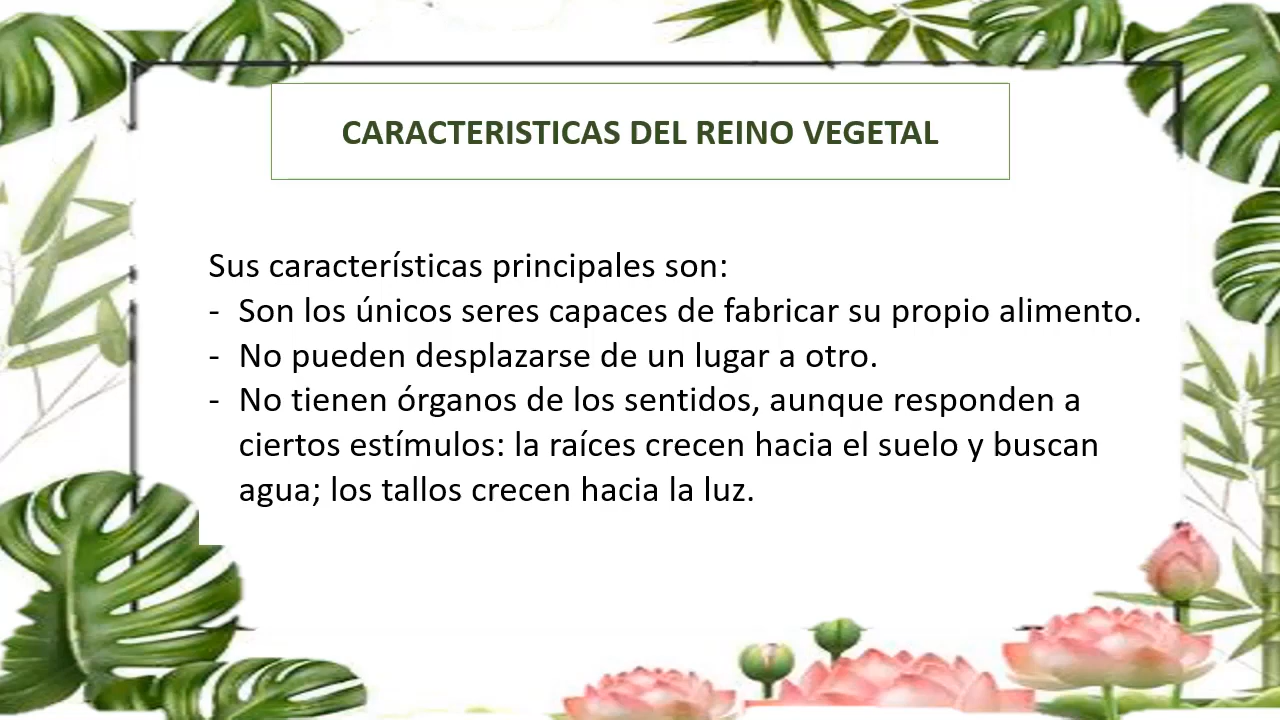 CARACTERISTICAS DEL REINO VEGETAL
Sus características principales son:
- Son los únicos seres capaces de fabricar su propio alimento.
- No pueden desplazarse de un lugar a otro.
- No tienen órganos de los sentidos, aunque responden a
ciertos estímulos: la raíces crecen hacia el suelo y buscan
agua; los tallos crecen hacia la luz.